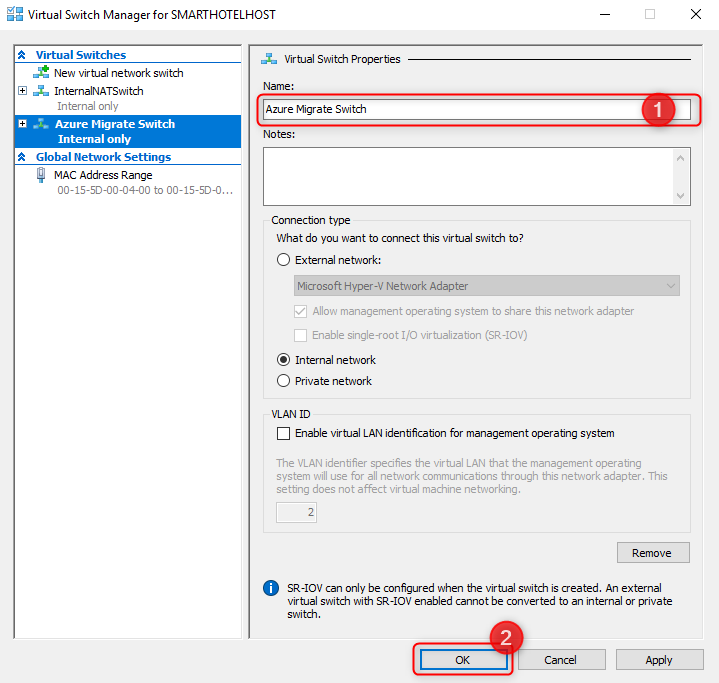 Virtual Switch Manager for SMARTHOTELHOST
Virtual Switches
New virtual network switch
InternalNATSwitch
Internal only
Azure Migrate Switch
Internal only
Global Network Settings
MAC Address Range
00-15-5D-00-04-00 to 00-15-5D-0...
Virtual Switch Properties
Name:
Azure Migrate Switch
1
Notes:
Connection type
What do you want to connect this virtual switch to?
External network:
Microsoft Hyper-V Network Adapter
Allow management operating system to share this network adapter
Enable single-root I/O virtualization (SR-IOV)
Internal network
Private network
VLAN ID
Enable virtual LAN identification for management operating system
The VLAN identifier specifies the virtual LAN that the management operating
system will use for all network communications through this network adapter. This
setting does not affect virtual machine networking.
2
Remove
SR-IOV can only be configured when the virtual switch is created. An external
virtual switch with SR-IOV enabled cannot be converted to an internal or private
switch.
2
OK
Cancel
Apply